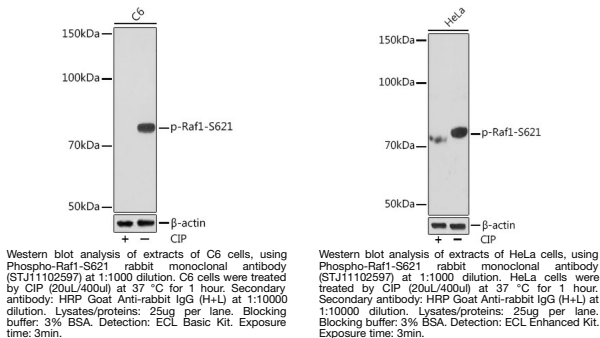 C6
150kDa
100kDa
70kDa
50kDa
p-Raf1-S621
β-actin
+ − CIP
Western blot analysis of extracts of C6 cells, using
Phospho-Raf1-S621 rabbit monoclonal antibody
(STJ11102597) at 1:1000 dilution. C6 cells were treated
by CIP (20uL/400ul) at 37 °C for 1 hour. Secondary
antibody: HRP Goat Anti-rabbit IgG (H+L) at 1:10000
dilution. Lysates/proteins: 25ug per lane. Blocking
buffer: 3% BSA. Detection: ECL Basic Kit. Exposure
time: 3min.
HeLa
150kDa
100kDa
70kDa
50kDa
p-Raf1-S621
β-actin
+ − CIP
Western blot analysis of extracts of HeLa cells, using
Phospho-Raf1-S621 rabbit monoclonal antibody
(STJ11102597) at 1:1000 dilution. HeLa cells were
treated by CIP (20uL/400ul) at 37 °C for 1 hour.
Secondary antibody: HRP Goat Anti-rabbit IgG (H+L) at
1:10000 dilution. Lysates/proteins: 25ug per lane.
Blocking buffer: 3% BSA. Detection: ECL Enhanced Kit.
Exposure time: 3min.